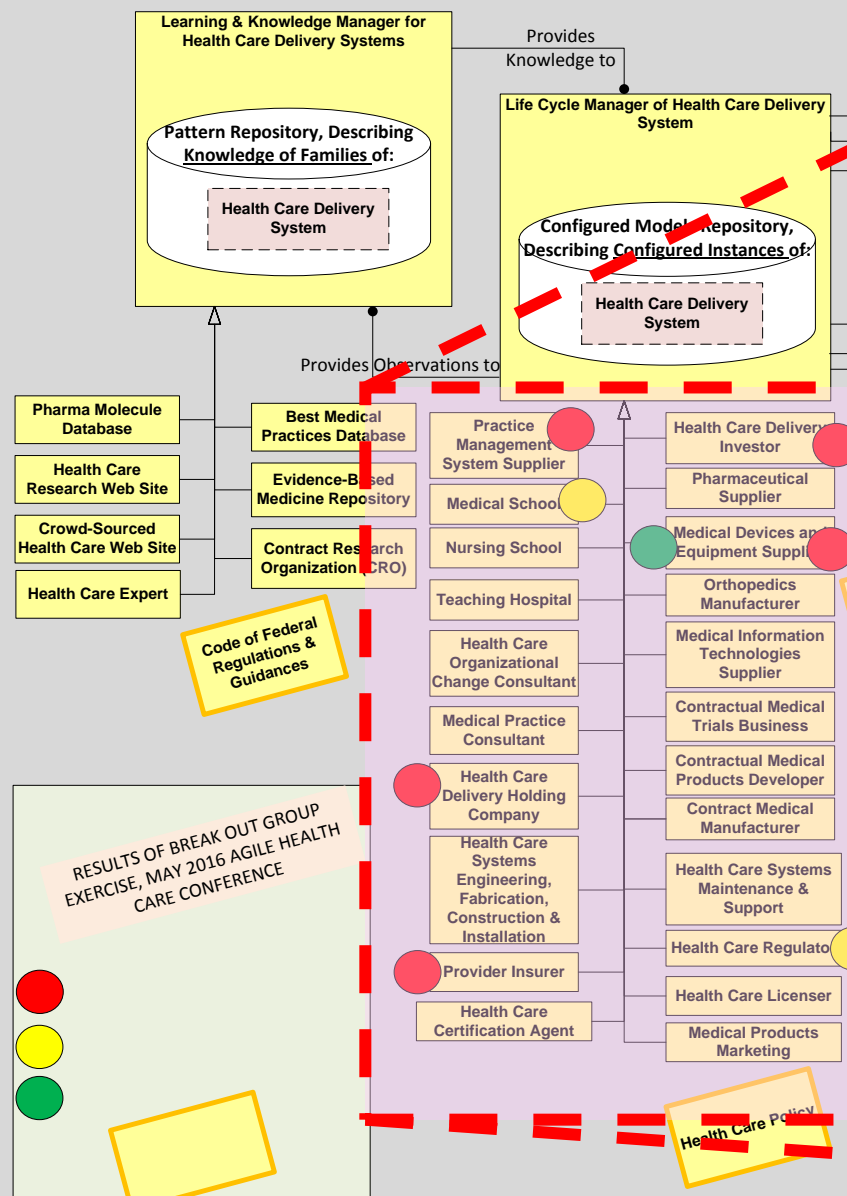 Learning & Knowledge Manager for
Health Care Delivery Systems
Pattern Repository, Describing
Knowledge of Families of:
Health Care Delivery
System
Provides
Knowledge to
Life Cycle Manager of Health Care Delivery
System
Configured Model Repository,
Describing Configured Instances of:
Health Care Delivery
System
Provides Observations to
Pharma Molecule
Database
Health Care
Research Web Site
Crowd-Sourced
Health Care Web Site
Health Care Expert
Best Medical
Practices Database
Evidence-Based
Medicine Repository
Contract Research
Organization (CRO)
Code of Federal
Regulations &
Guidances
Practice
Management
System Supplier
Medical School
Nursing School
Teaching Hospital
Health Care
Organizational
Change Consultant
Medical Practice
Consultant
Health Care
Delivery Holding
Company
Health Care
Systems
Engineering,
Fabrication,
Construction &
Installation
Provider Insurer
Health Care
Certification Agent
Health Care Delivery
Investor
Pharmaceutical
Supplier
Medical Devices and
Equipment Supplier
Orthopedics
Manufacturer
Medical Information
Technologies
Supplier
Contractual Medical
Trials Business
Contractual Medical
Products Developer
Contract Medical
Manufacturer
Health Care Systems
Maintenance &
Support
Health Care Regulator
Health Care Licenser
Medical Products
Marketing
RESULTS OF BREAK OUT GROUP
EXERCISE, MAY 2016 AGILE HEALTH
CARE CONFERENCE
Health Care Policy